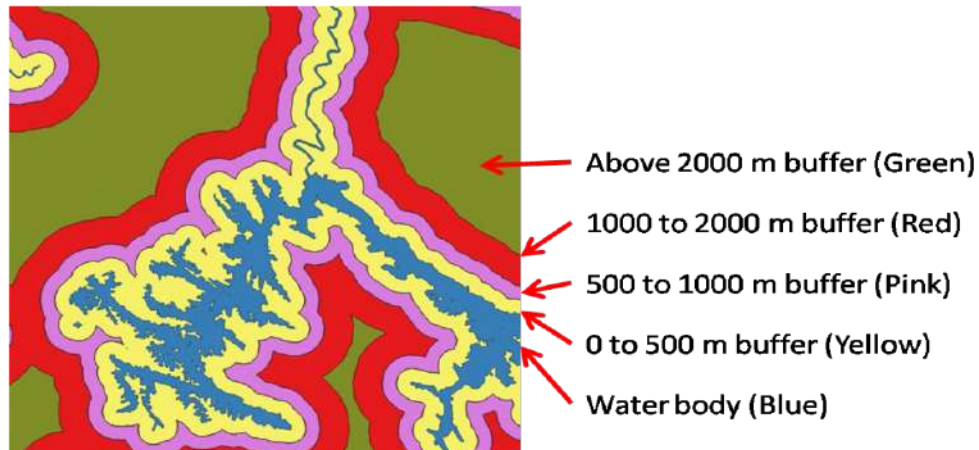 Above 2000 m buffer (Green)
1000 to 2000 m buffer (Red)
500 to 1000 m buffer (Pink)
0 to 500 m buffer (Yellow)
Water body (Blue)